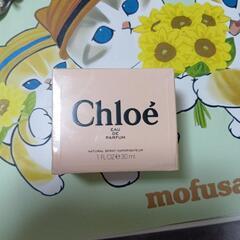 Chloé
EAU
DE
PARFUM
NATURAL SPRAY VAPORISATEUR
1 FL.OZ℮30 ml
mofusa